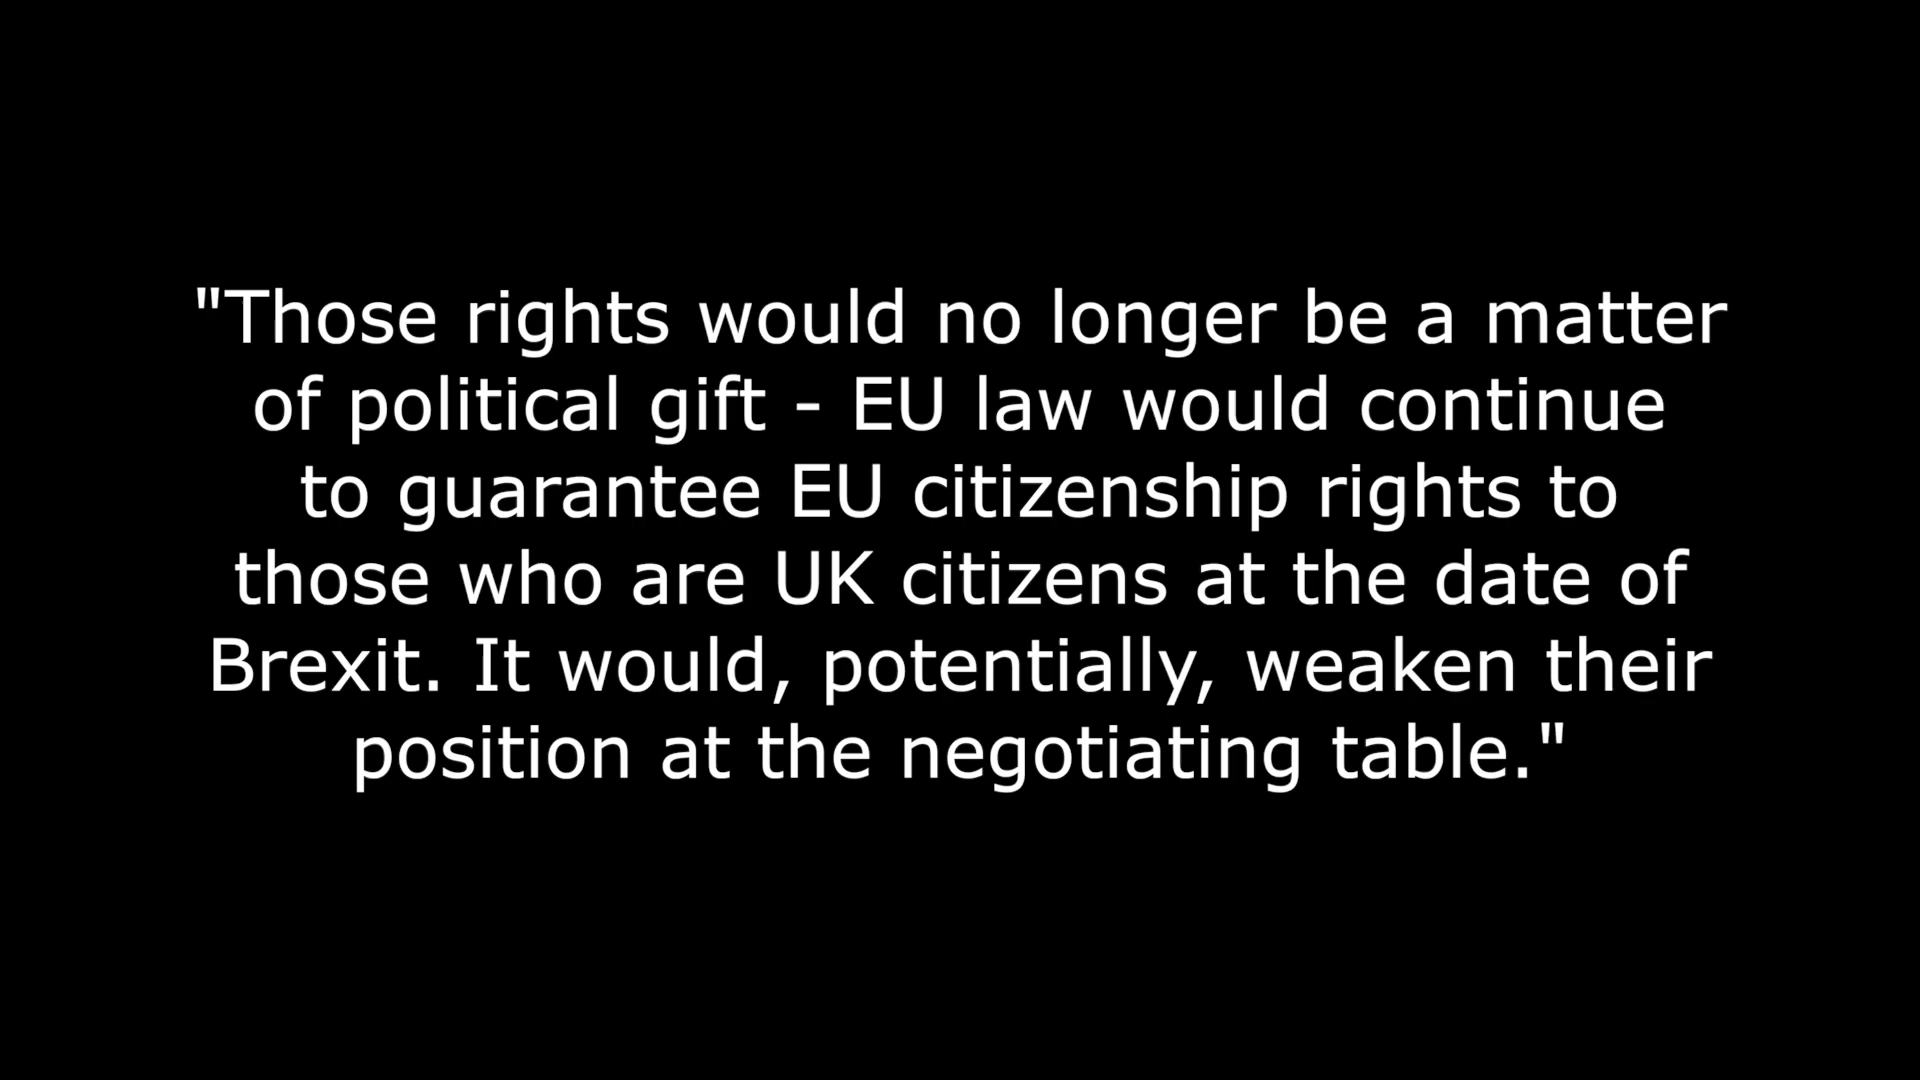 "Those rights would no longer be a matter
of political gift - EU law would continue
to guarantee EU citizenship rights to
those who are UK citizens at the date of
Brexit. It would, potentially, weaken their
position at the negotiating table."